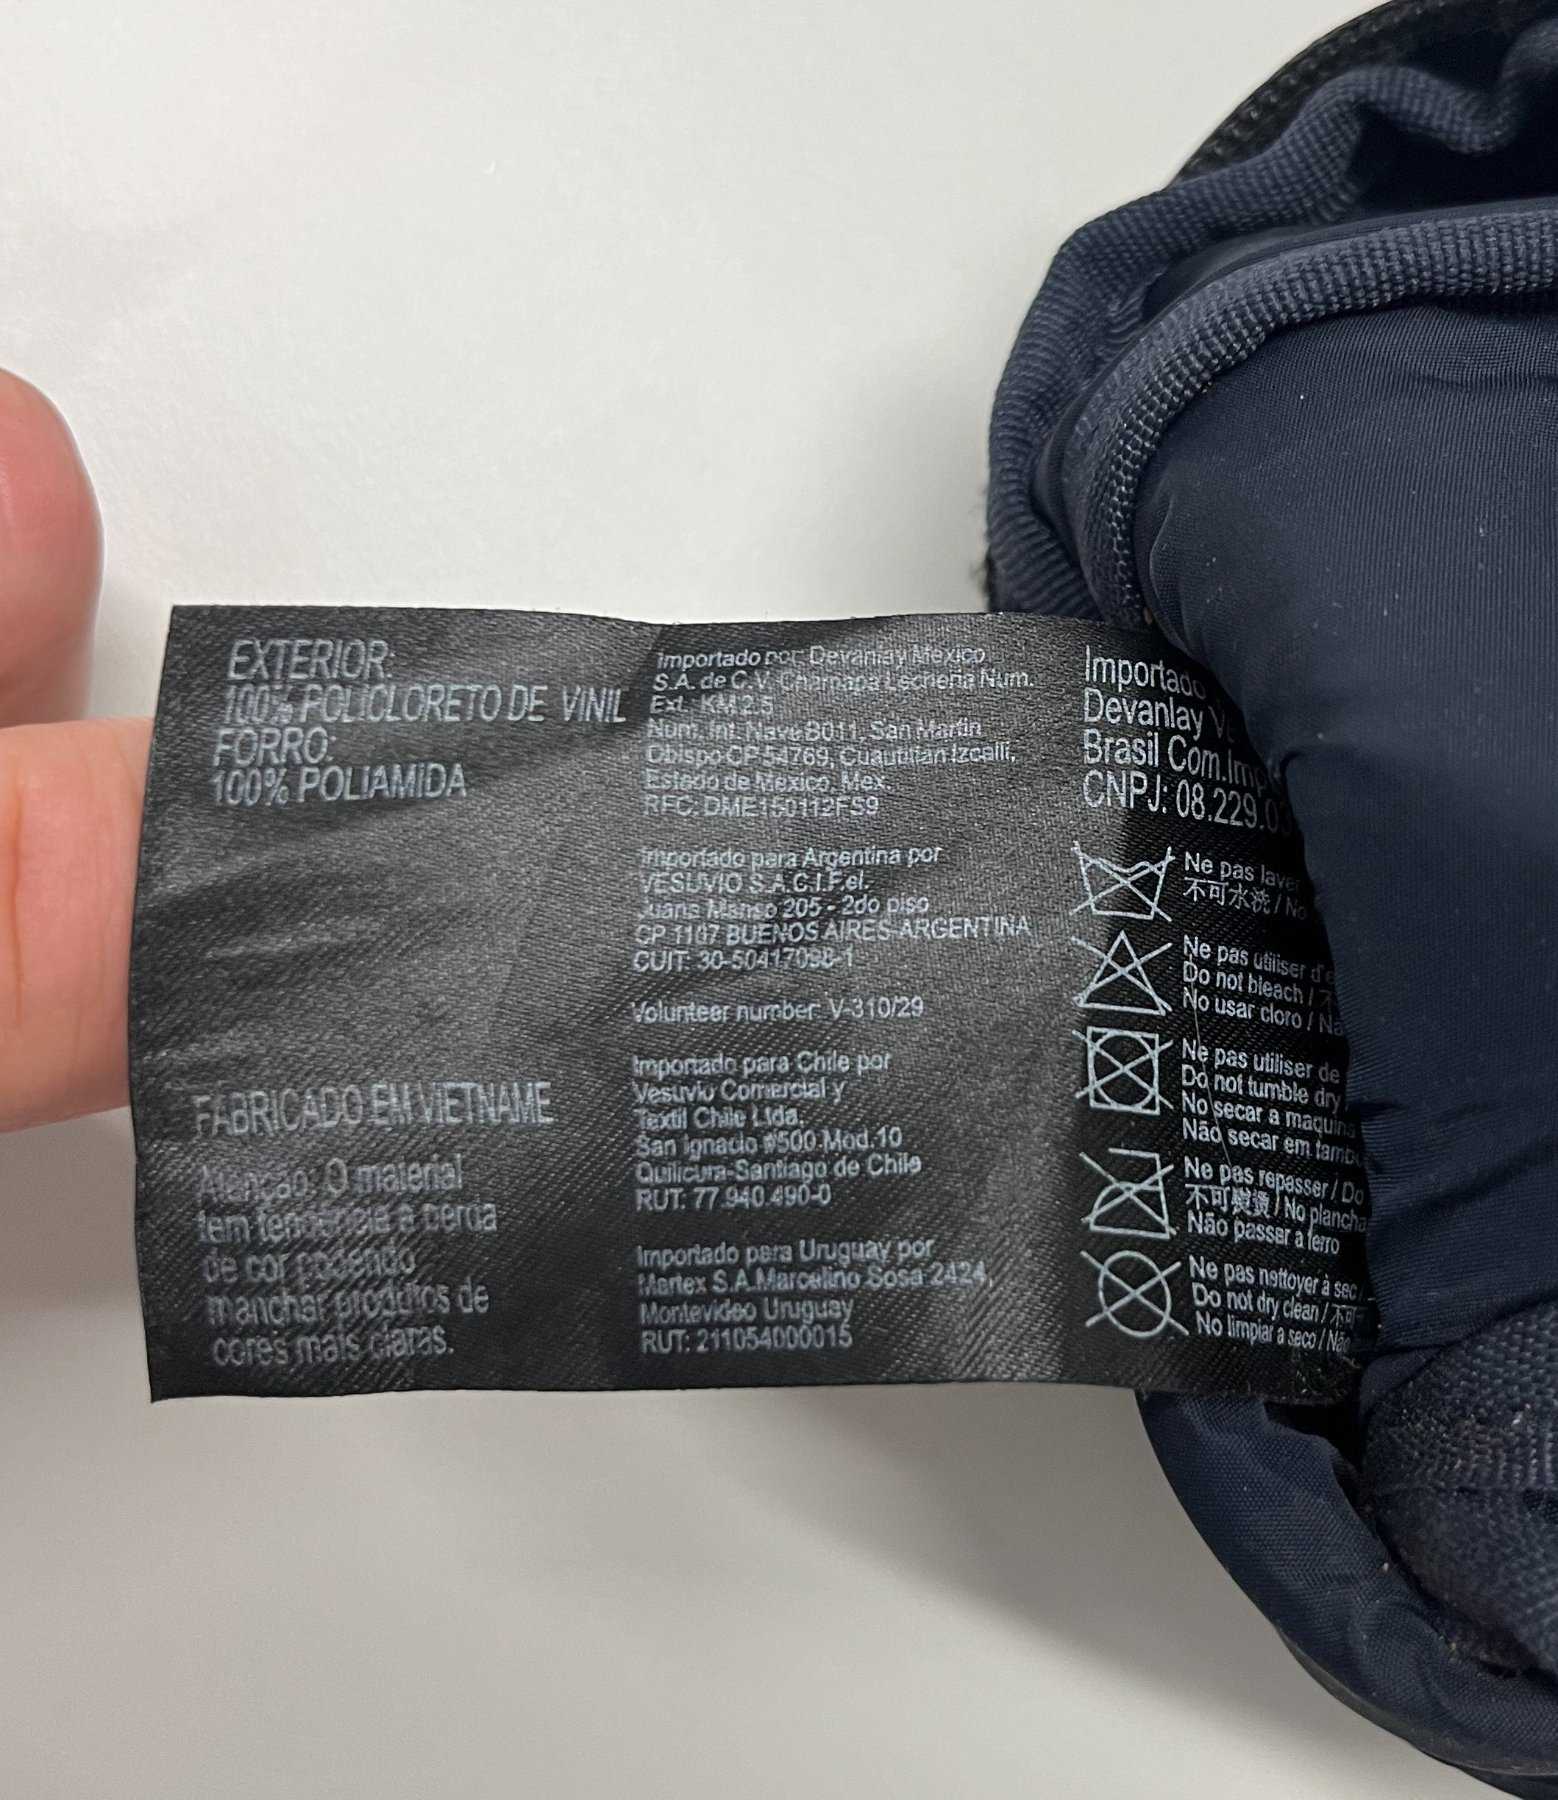 EXTERIOR:
100% POLICLORETO DE VINIL
FORRO:
100% POLIAMIDA
FABRICADO EM VIETNAME
Atenção: O material
tem tendência a perda
de cor podendo
manchar produtos de
cores mais claras.
Importado por: Devanlay Mexico
S.A. de C.V. Chamapa Lecheria Num.
Ext. KM 2.5
Num. Int. Nave B011, San Martin
Obispo CP 54769, Cuautitlan Izcalli,
Estado de Mexico, Mex.
RFC: DME150112FS9
Importado para Argentina por
VESUVIO S.A.C.I.F.eI.
Juana Manso 205 - 2do piso
CP 1107 BUENOS AIRES-ARGENTINA
CUIT: 30-50417098-1
Volunteer number: V-310/29
Importado para Chile por
Vesuvio Comercial y
Textil Chile Ltda.
San Ignacio #500 Mod.10
Quilicura-Santiago de Chile
RUT: 77.940.490-0
Importado para Uruguay por
Martex S.A.Marcelino Sosa 2424,
Montevideo Uruguay
RUT: 211054000015
Importado
Devanlay
Brasil Com.
CNPJ: 08.229.0
Ne pas laver
不可水洗 / No
Ne pas utiliser
Do not bleach /
No usar cloro /
Ne pas utiliser de
Do not tumble dry
No secar a maquina
Não secar em
Ne pas repasser / Do
不可熨烫 / No plancha
Não passar a ferro
Ne pas nettoyer à sec /
Do not dry clean / 不可
No limpiar a seco / Não